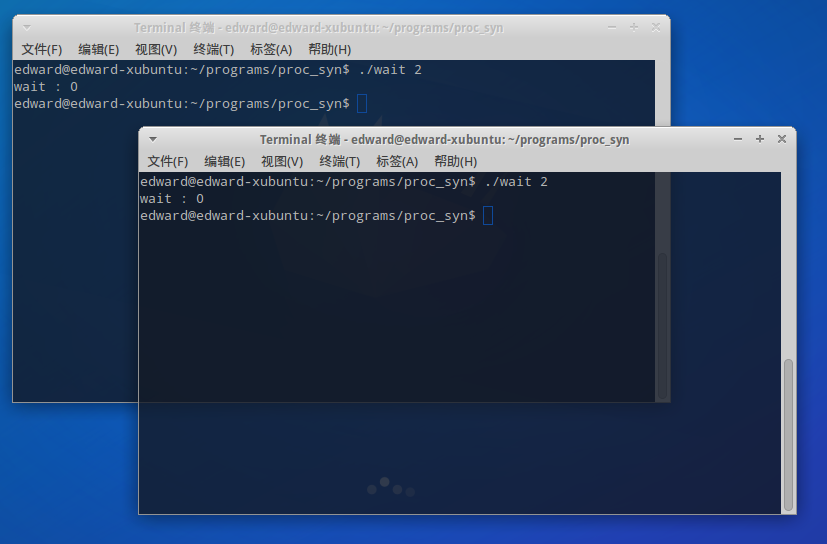 Terminal 终端 - edward@edward-xubuntu: ~/programs/proc_syn
文件(F) 编辑(E) 视图(V) 终端(T) 标签(A) 帮助(H)
edward@edward-xubuntu:~/programs/proc_syn$ ./wait 2
wait : 0
edward@edward-xubuntu:~/programs/proc_syn$
Terminal 终端 - edward@edward-xubuntu: ~/programs/proc_syn
文件(F) 编辑(E) 视图(V) 终端(T) 标签(A) 帮助(H)
edward@edward-xubuntu:~/programs/proc_syn$ ./wait 2
wait : 0
edward@edward-xubuntu:~/programs/proc_syn$